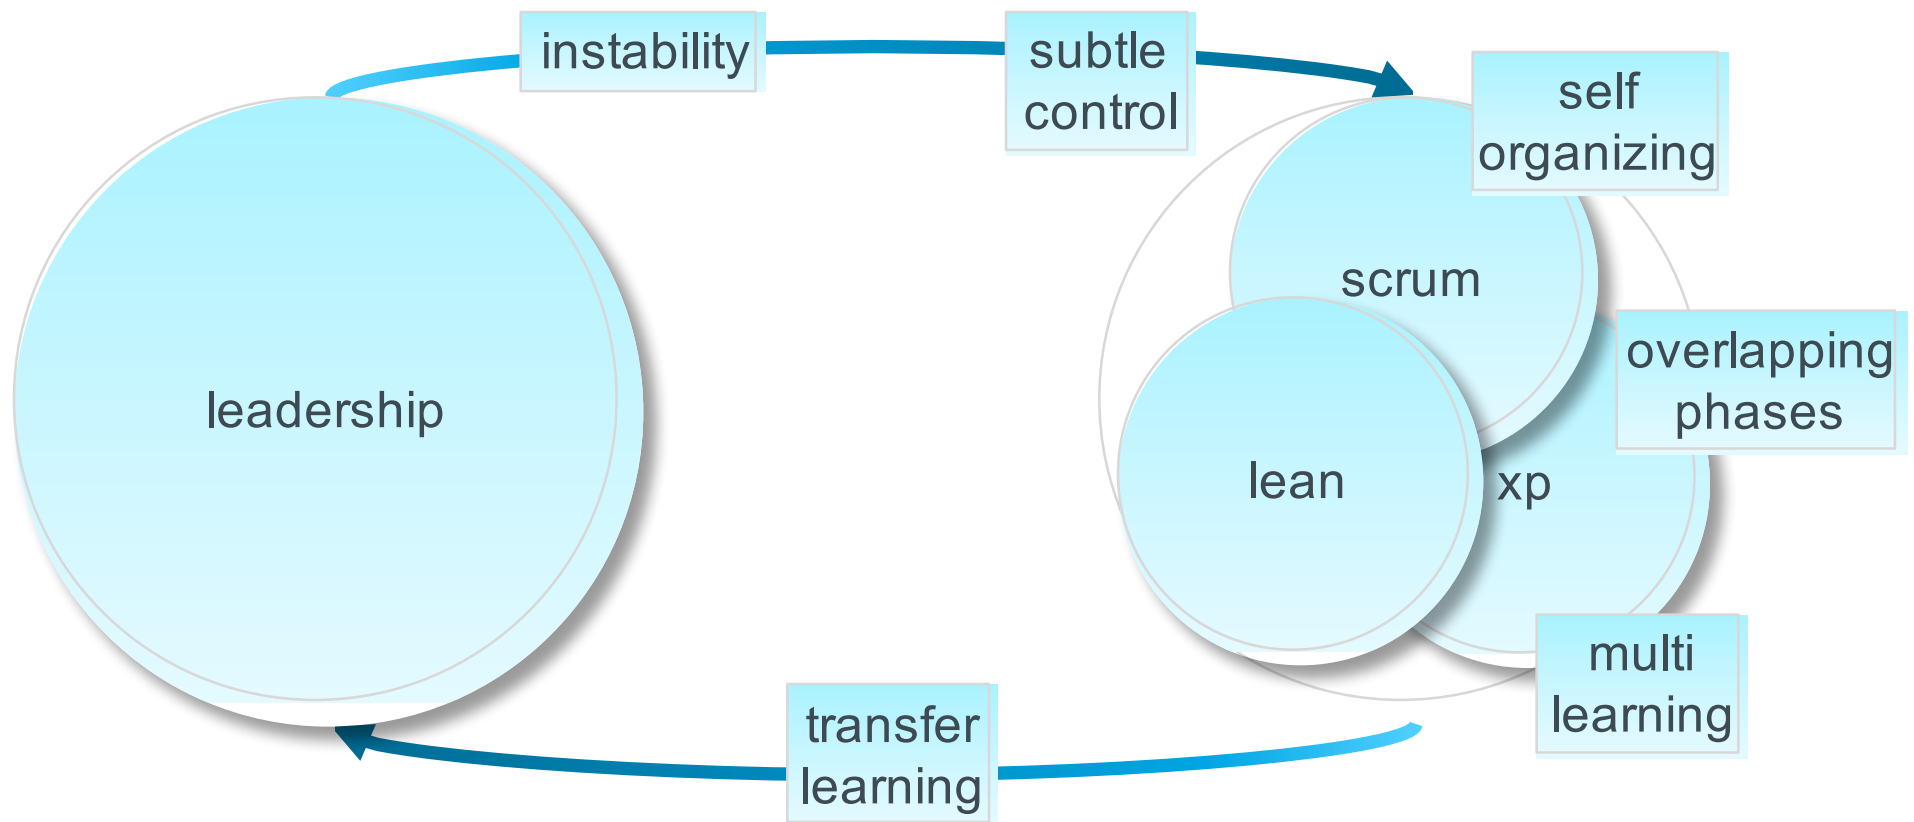 instability
subtle
control
self
organizing
scrum
overlapping
phases
leadership
lean
xp
multi
learning
transfer
learning